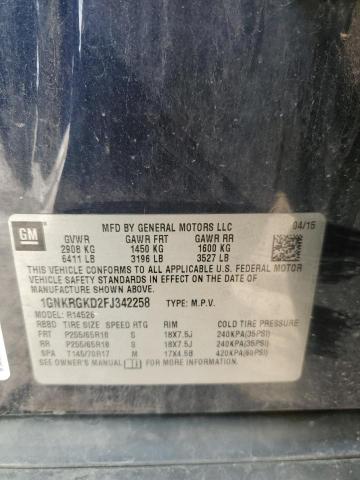 GM
MFD BY GENERAL MOTORS LLC 04/15
GVWR GAWR FRT GAWR RR
2908 KG 1450 KG 1600 KG
6411 LB 3196 LB 3527 LB
THIS VEHICLE CONFORMS TO ALL APPLICABLE U.S. FEDERAL MOTOR
VEHICLE SAFETY STANDARDS IN EFFECT ON THE DATE OF
MANUFACTURE SHOWN ABOVE.
1GNKRGKD2FJ342258 TYPE: M.P.V.
MODEL: R14526
RBBD TIRE SIZE SPEED RTG RIM COLD TIRE PRESSURE
FRT P255/65R18 S 18X7.5J 240KPA(35PSI)
RR P255/65R18 S 18X7.5J 240KPA(35PSI)
SPA T145/70R17 M 17X4.5B 420KPA(60PSI)
SEE OWNER'S MANUAL FOR ADDITIONAL INFORMATION.